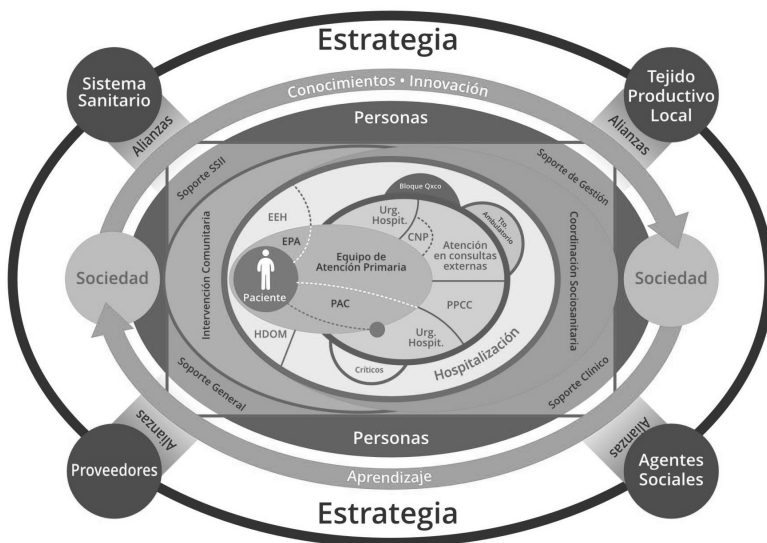 Estrategia
Sistema
Sanitario
Tejido
Productivo
Local
Conocimientos • Innovación
Alianzas
Alianzas
Personas
Soporte SSII
Soporte de Gestión
Bloque Qxco
Tto.
Ambulatorio
Urg.
Hospit.
CNP
EEH
EPA
Equipo de
Atención Primaria
Atención
en consultas
externas
Sociedad
Intervención Comunitaria
Paciente
PAC
PPCC
Coordinación Sociosanitaria
Sociedad
HDOM
Urg.
Hospit.
Críticos
Hospitalización
Soporte General
Soporte Clínico
Personas
Alianzas
Alianzas
Proveedores
Aprendizaje
Agentes
Sociales
Estrategia